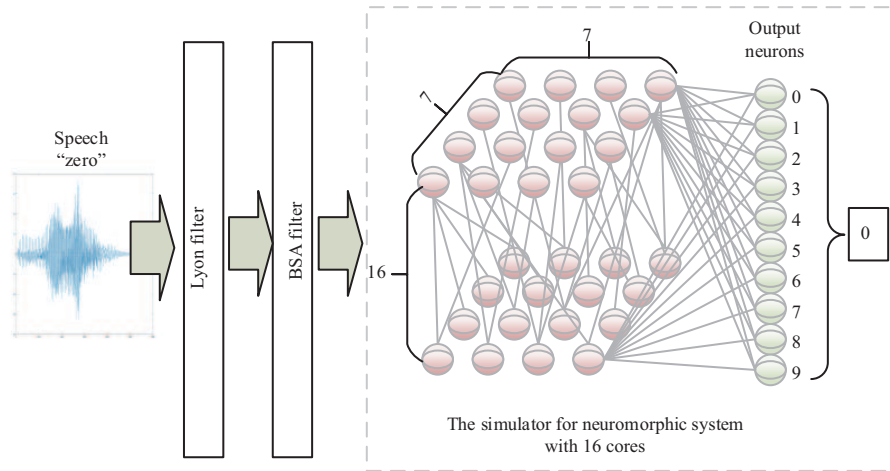 Speech
“zero”
Lyon filter
BSA filter
7
7
16
Output
neurons
0
1
2
3
4
5
6
7
8
9
0
The simulator for neuromorphic system
with 16 cores